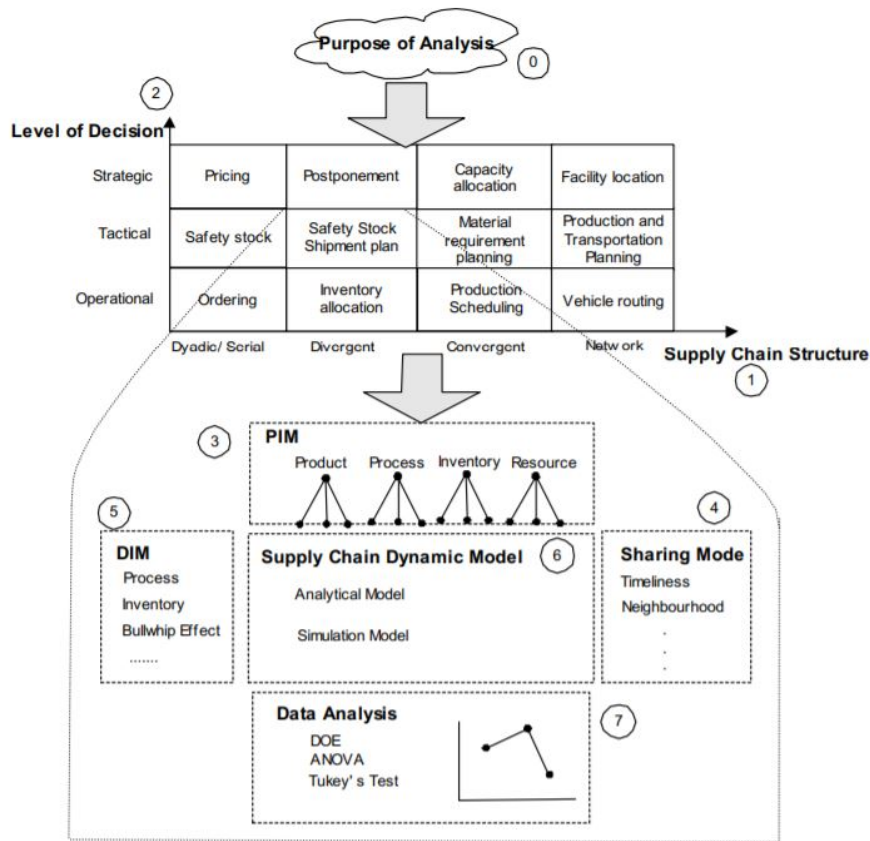 Purpose of Analysis
0
2
Level of Decision
Strategic
Pricing
Postponement
Capacity
allocation
Facility location
Tactical
Safety stock
Safety Stock
Shipment plan
Material
requirement
planning
Production and
Transportation
Planning
Operational
Ordering
Inventory
allocation
Production
Scheduling
Vehicle routing
Dyadic/ Serial
Divergent
Convergent
Network
Supply Chain Structure
1
3
PIM
Product
Process
Inventory
Resource
5
4
DIM
Process
Inventory
Bullwhip Effect
.......
Supply Chain Dynamic Model
6
Analytical Model
Simulation Model
Sharing Mode
Timeliness
Neighbourhood
.
.
.
Data Analysis
7
DOE
ANOVA
Tukey' s Test